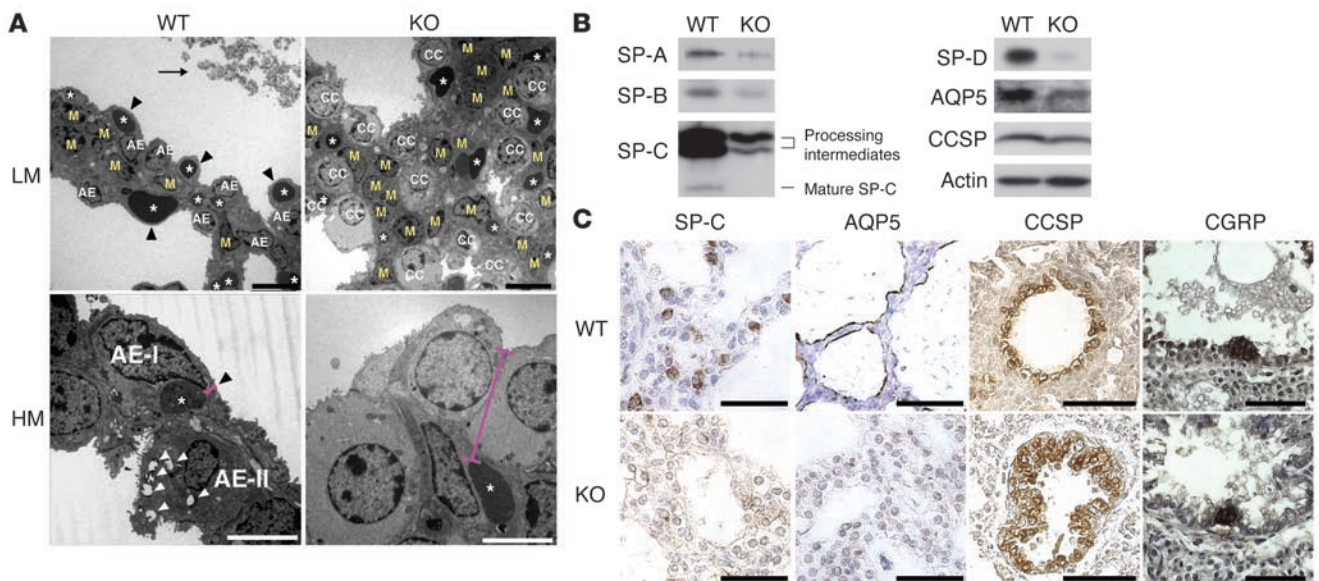 A
WT KO
LM
*
M M *
AE AE
M *
AE M *
* * *
AE AE
M
M
* * *
M M
CC
M *
CC M M *
CC CC
M M
CC M CC
CC M CC
M M
CC M
CC
HM
AE-I
*
AE-II
*
B
WT KO
SP-A
SP-B
SP-C
Processing
intermediates
Mature SP-C
WT KO
SP-D
AQP5
CCSP
Actin
C
SP-C AQP5 CCSP CGRP
WT
KO